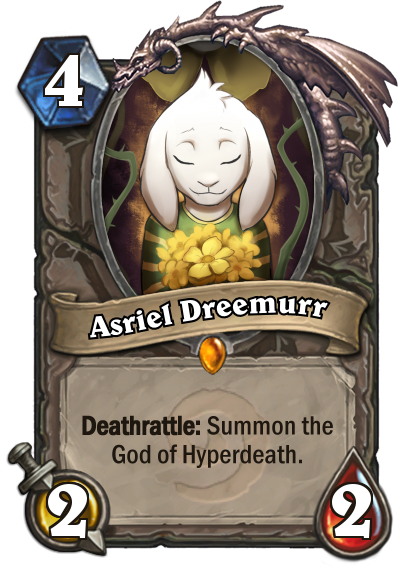 4
Asriel Dreemurr
Deathrattle: Summon the
God of Hyperdeath.
2
2